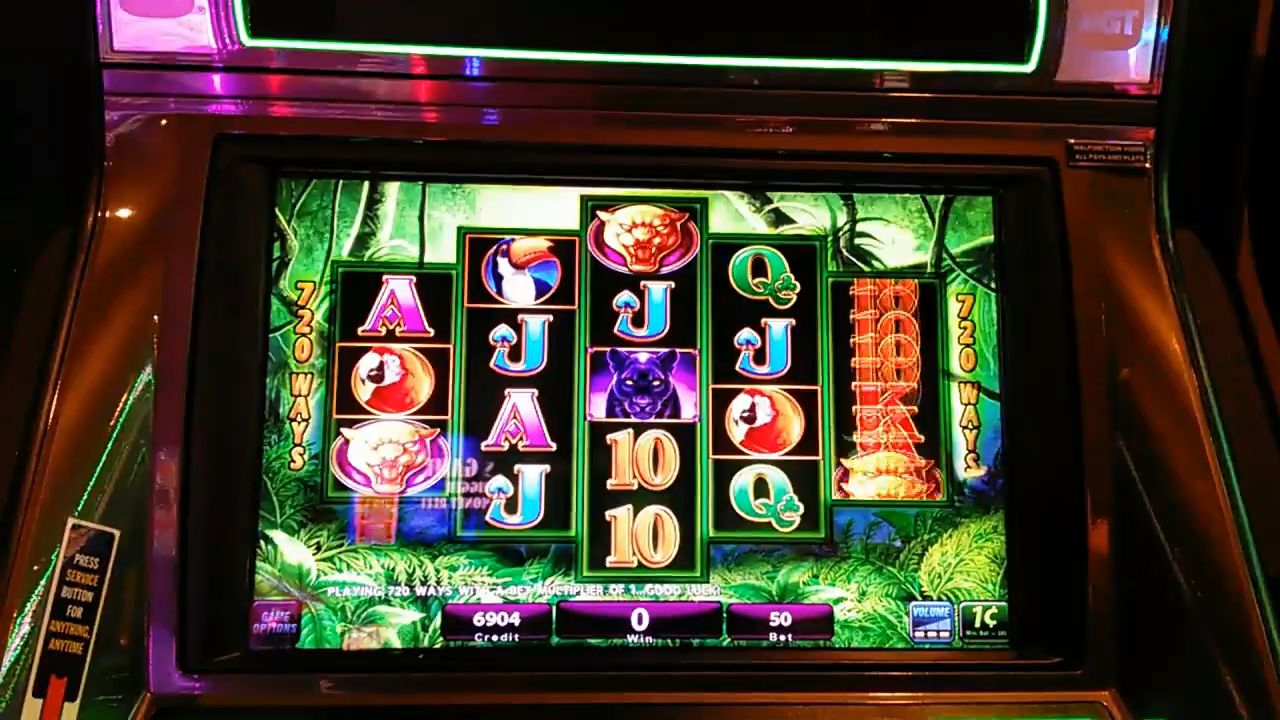 MALFUNCTION VOIDS
ALL PAYS AND PLAYS
720 WAYS
720 WAYS
A
J
A
J
J
10
10
Q
J
Q
K
PRESS
SERVICE
BUTTON
FOR
ANYTHING,
ANYTIME
PLAYING 720 WAYS WITH A BET MULTIPLIER OF 1...GOOD LUCK!
GAME
OPTIONS
6904
Credit
0
Win
50
Bet
VOLUME
1¢